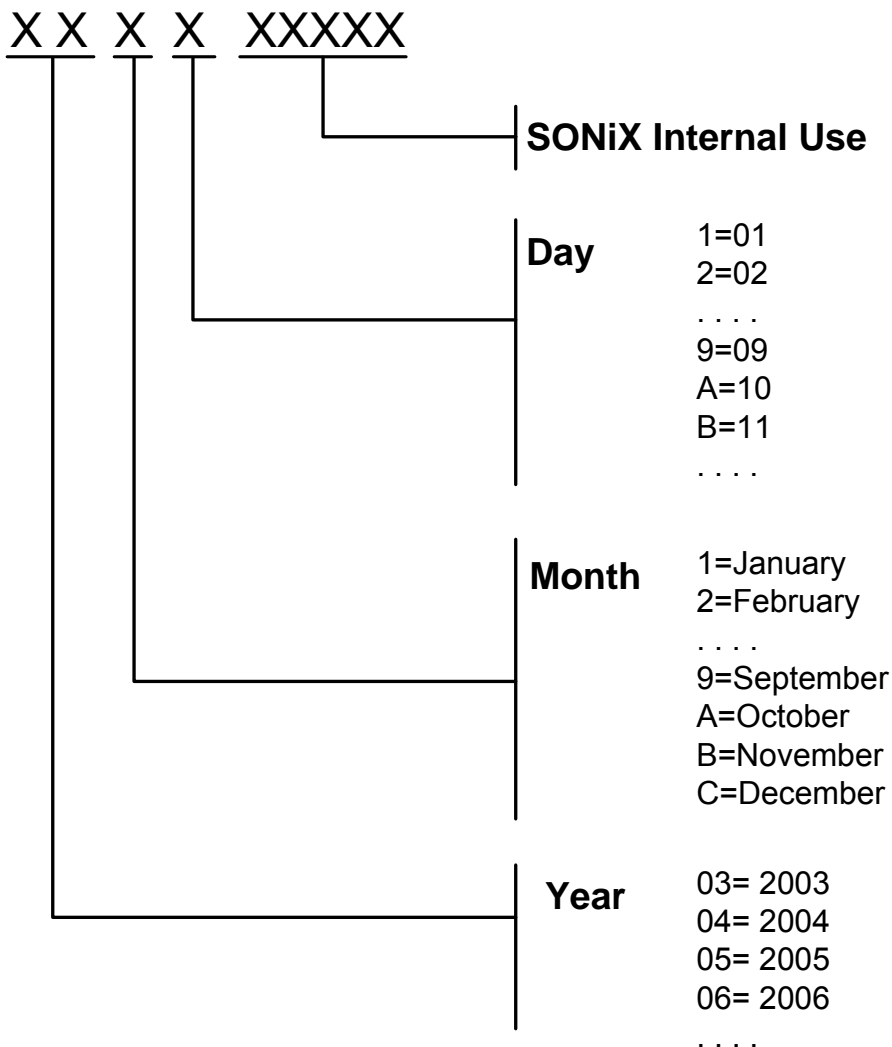 X X X X XXXXX
SONiX Internal Use
Day
1=01
2=02
. . . .
9=09
A=10
B=11
. . . .
Month
1=January
2=February
. . . .
9=September
A=October
B=November
C=December
Year
03= 2003
04= 2004
05= 2005
06= 2006
. . . .